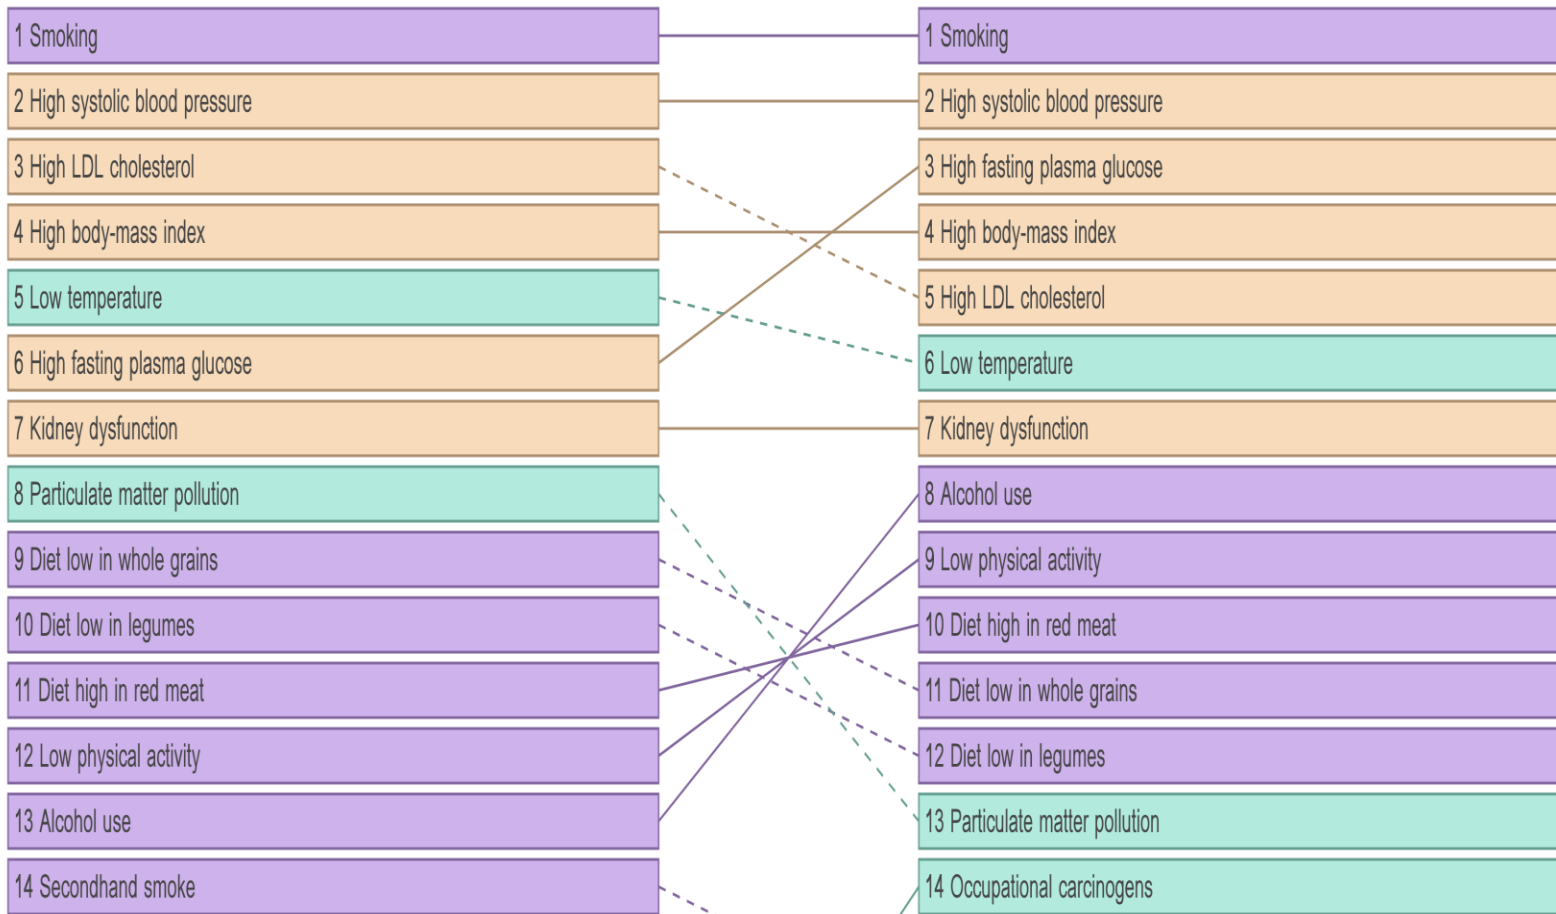 1 Smoking
2 High systolic blood pressure
3 High LDL cholesterol
4 High body-mass index
5 Low temperature
6 High fasting plasma glucose
7 Kidney dysfunction
8 Particulate matter pollution
9 Diet low in whole grains
10 Diet low in legumes
11 Diet high in red meat
12 Low physical activity
13 Alcohol use
14 Secondhand smoke
1 Smoking
2 High systolic blood pressure
3 High fasting plasma glucose
4 High body-mass index
5 High LDL cholesterol
6 Low temperature
7 Kidney dysfunction
8 Alcohol use
9 Low physical activity
10 Diet high in red meat
11 Diet low in whole grains
12 Diet low in legumes
13 Particulate matter pollution
14 Occupational carcinogens